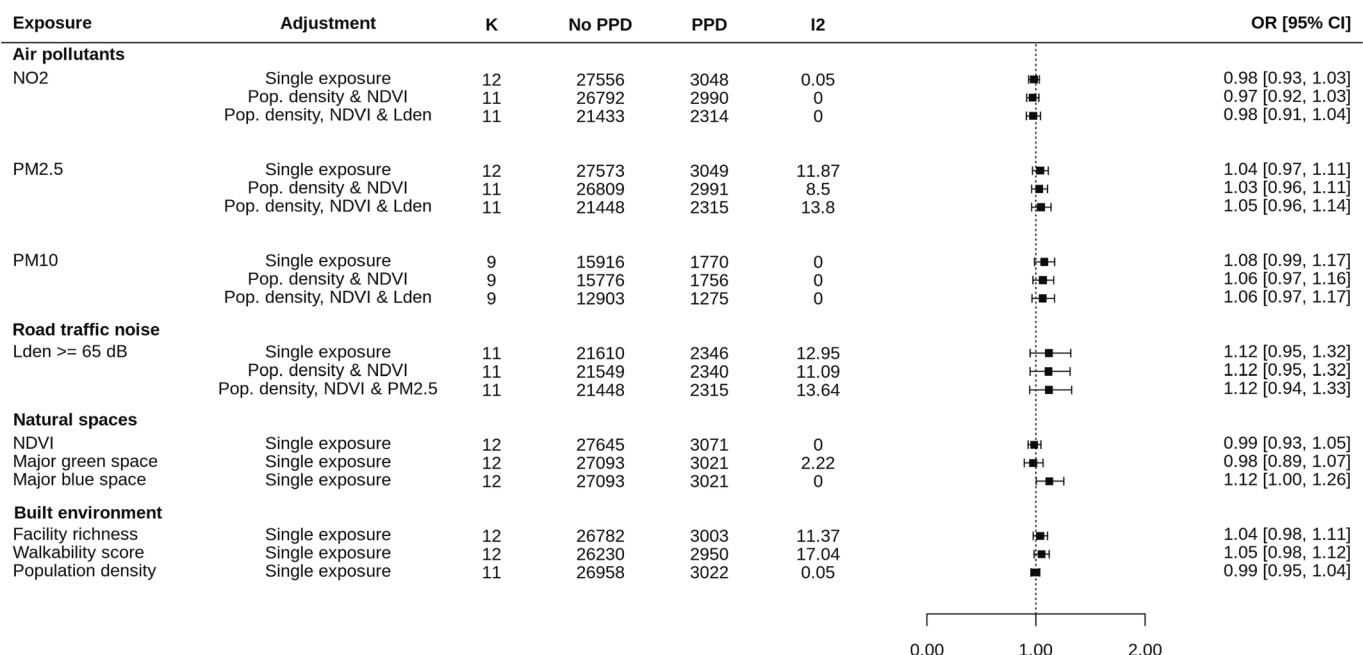 Exposure Adjustment K No PPD PPD I2 OR [95% CI]
Air pollutants
NO2 Single exposure 12 27556 3048 0.05 0.98 [0.93, 1.03]
Pop. density & NDVI 11 26792 2990 0 0.97 [0.92, 1.03]
Pop. density, NDVI & Lden 11 21433 2314 0 0.98 [0.91, 1.04]
PM2.5 Single exposure 12 27573 3049 11.87 1.04 [0.97, 1.11]
Pop. density & NDVI 11 26809 2991 8.5 1.03 [0.96, 1.11]
Pop. density, NDVI & Lden 11 21448 2315 13.8 1.05 [0.96, 1.14]
PM10 Single exposure 9 15916 1770 0 1.08 [0.99, 1.17]
Pop. density & NDVI 9 15776 1756 0 1.06 [0.97, 1.16]
Pop. density, NDVI & Lden 9 12903 1275 0 1.06 [0.97, 1.17]
Road traffic noise
Lden >= 65 dB Single exposure 11 21610 2346 12.95 1.12 [0.95, 1.32]
Pop. density & NDVI 11 21549 2340 11.09 1.12 [0.95, 1.32]
Pop. density, NDVI & PM2.5 11 21448 2315 13.64 1.12 [0.94, 1.33]
Natural spaces
NDVI Single exposure 12 27645 3071 0 0.99 [0.93, 1.05]
Major green space Single exposure 12 27093 3021 2.22 0.98 [0.89, 1.07]
Major blue space Single exposure 12 27093 3021 0 1.12 [1.00, 1.26]
Built environment
Facility richness Single exposure 12 26782 3003 11.37 1.04 [0.98, 1.11]
Walkability score Single exposure 12 26230 2950 17.04 1.05 [0.98, 1.12]
Population density Single exposure 11 26958 3022 0.05 0.99 [0.95, 1.04]
0.00 1.00 2.00